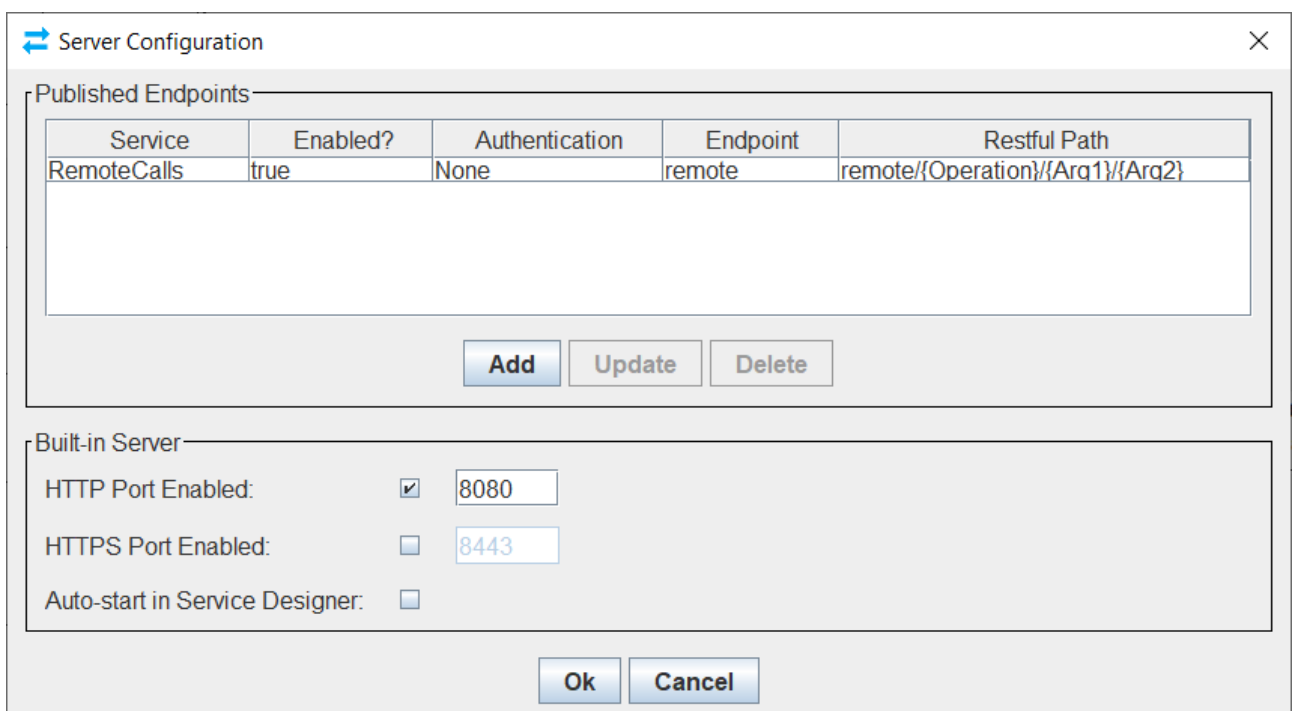 Server Configuration
Published Endpoints
Service Enabled? Authentication Endpoint Restful Path
RemoteCalls true None remote remote/{Operation}/{Arg1}/{Arg2}
Add Update Delete
Built-in Server
HTTP Port Enabled: 8080
HTTPS Port Enabled: 8443
Auto-start in Service Designer:
Ok Cancel